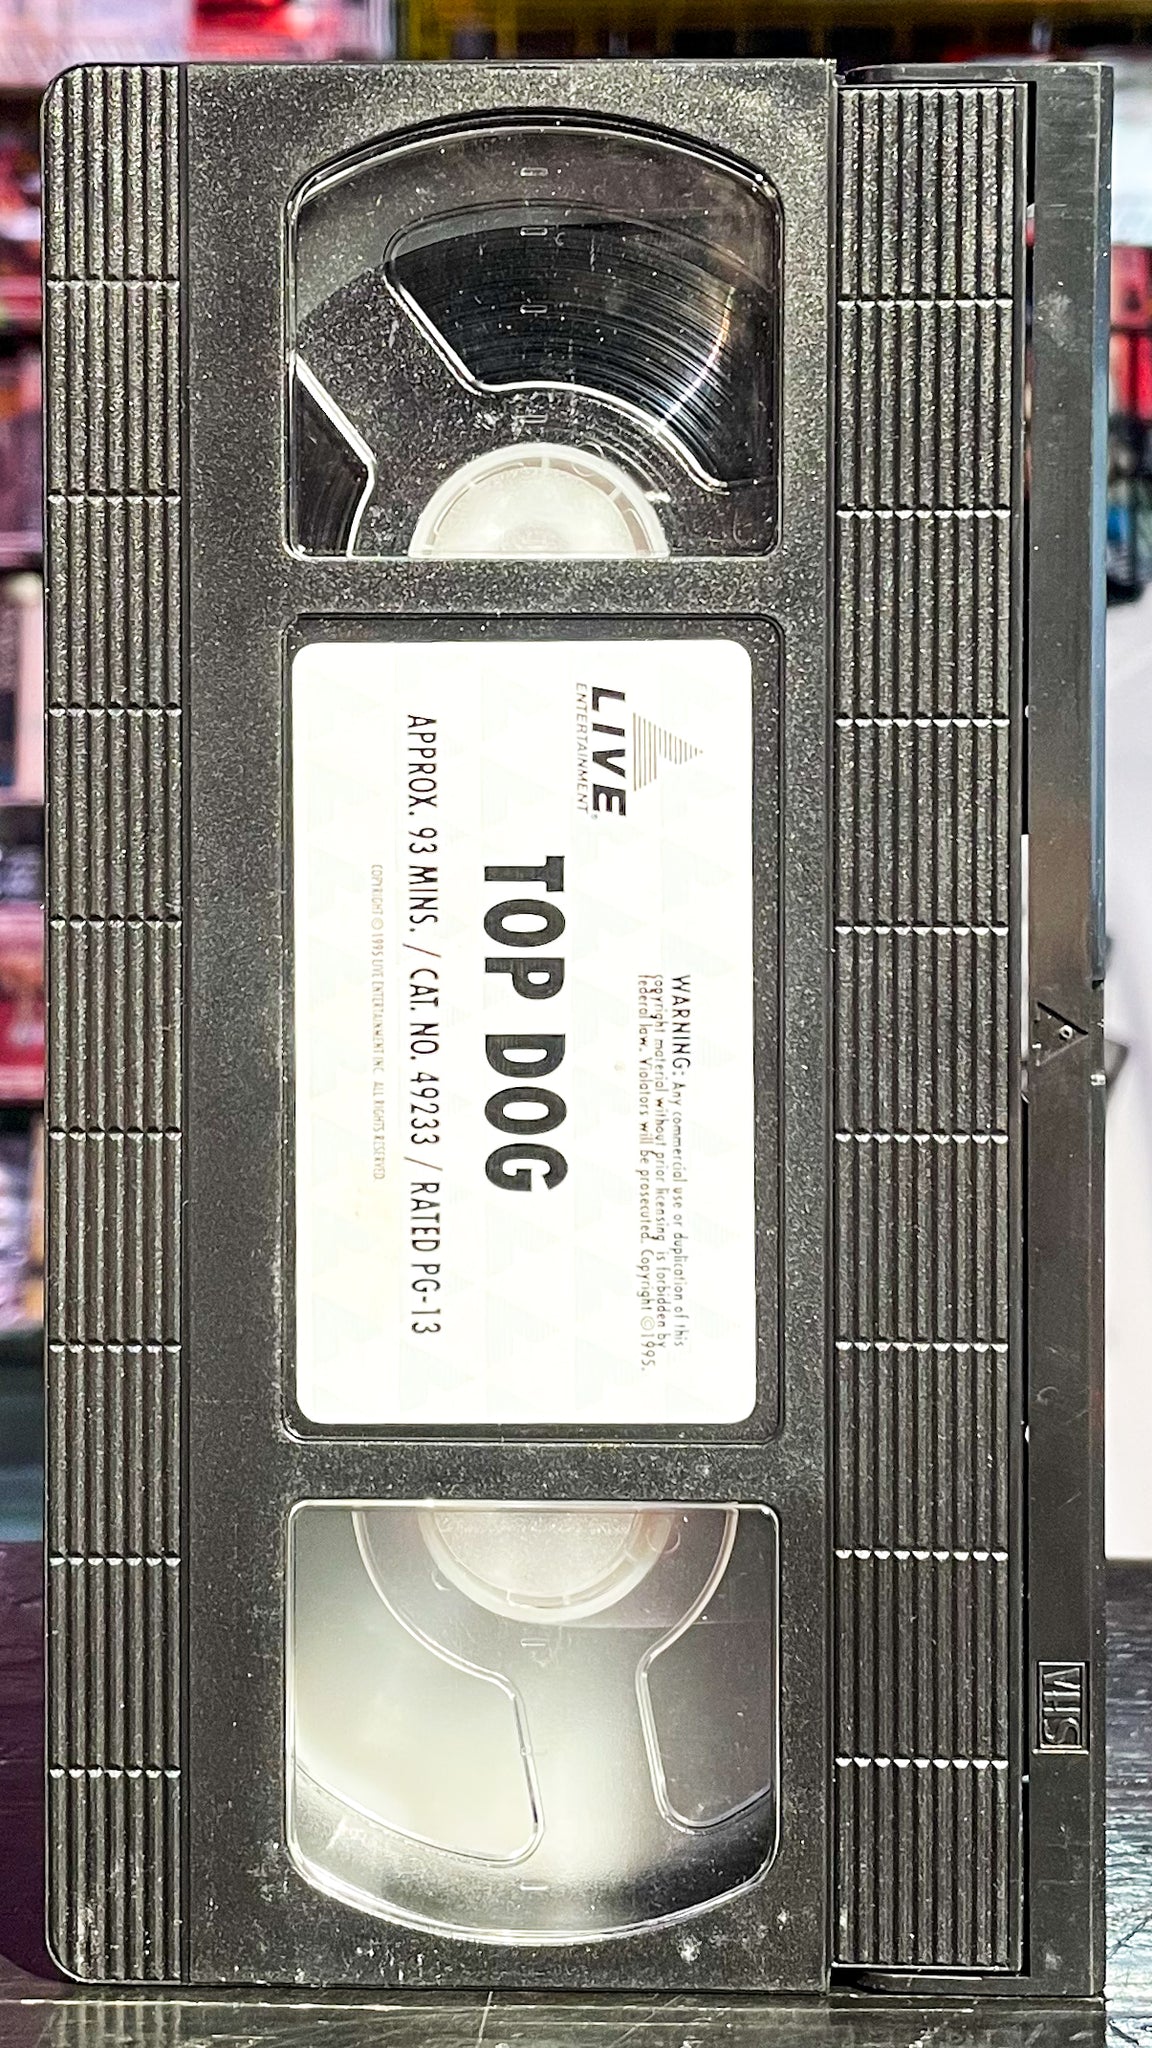 LIVE
ENTERTAINMENT®
WARNING: Any commercial use or duplication of this
copyright material without prior licensing is forbidden by
federal law. Violators will be prosecuted. Copyright ©1995.
TOP DOG
APPROX. 93 MINS. / CAT. NO. 49233 / RATED PG-13
COPYRIGHT © 1995 LIVE ENTERTAINMENT INC. ALL RIGHTS RESERVED.
VHS